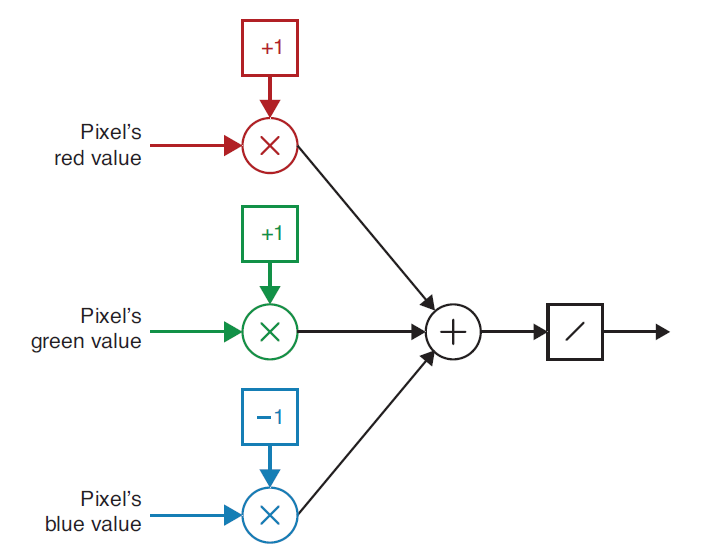 +1
Pixel’s
red value
×
+1
Pixel’s
green value
×
+
−1
Pixel’s
blue value
×